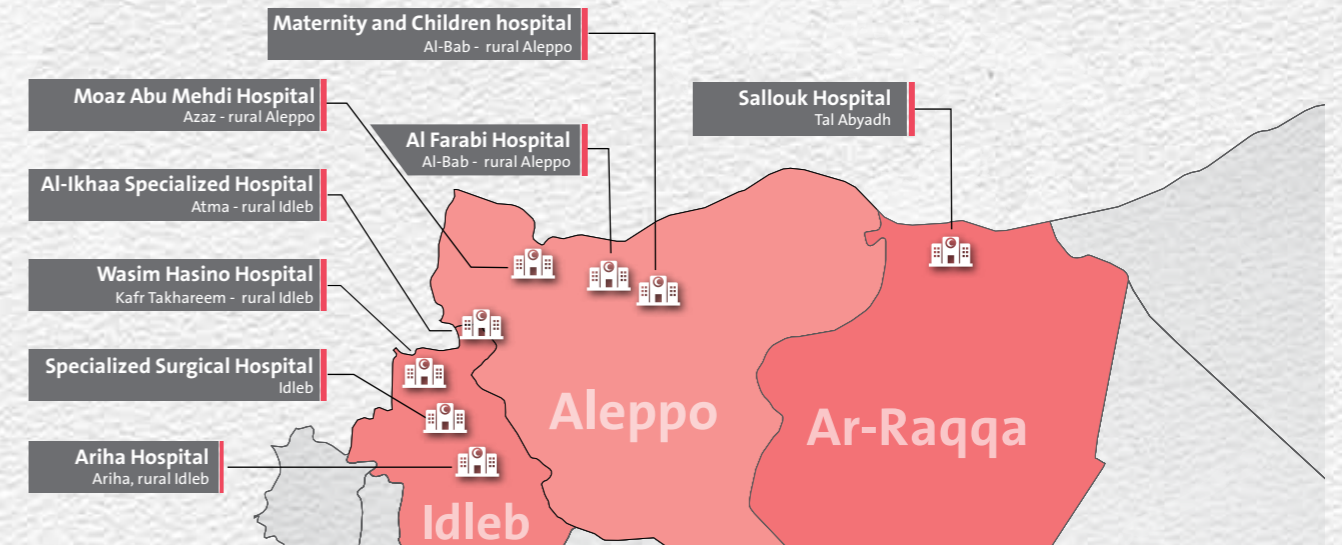 Maternity and Children hospital
Al-Bab - rural Aleppo
Moaz Abu Mehdi Hospital
Azaz - rural Aleppo
Sallouk Hospital
Tal Abyadh
Al Farabi Hospital
Al-Bab - rural Aleppo
Al-Ikhaa Specialized Hospital
Atma - rural Idleb
Wasim Hasino Hospital
Kafr Takhareem - rural Idleb
Specialized Surgical Hospital
Idleb
Aleppo
Ar-Raqqa
Ariha Hospital
Ariha, rural Idleb
Idleb